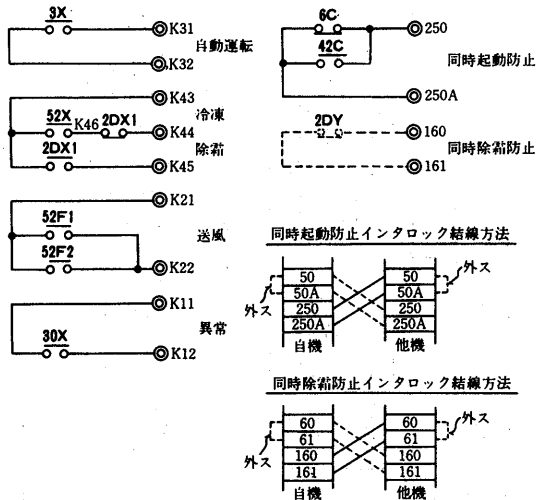 3X
K31
自動運転
K32
K43
冷凍
52X
K46
2DX1
K44
除霜
2DX1
K45
K21
52F1
送風
52F2
K22
K11
異常
30X
K12
6C
250
42C
同時起動防止
250A
2DY
160
同時除霜防止
161
同時起動防止インタロック結線方法
外ス
50
50A
250
250A
自機
50
50A
250
250A
他機
外ス
同時除霜防止インタロック結線方法
外ス
60
61
160
161
自機
60
61
160
161
他機
外ス